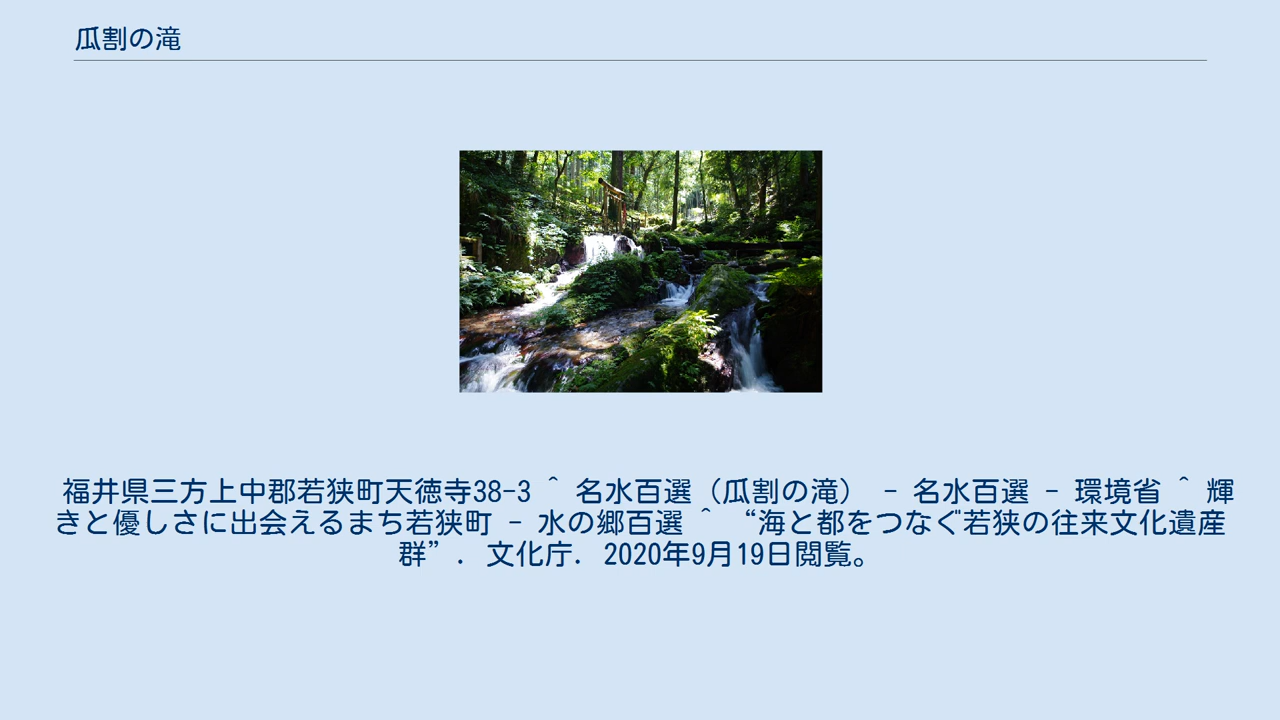 瓜割の滝
福井県三方上中郡若狭町天徳寺38-3 ^ 名水百選（瓜割の滝） - 名水百選 - 環境省 ^ 輝
きと優しさに出会えるまち若狭町 - 水の郷百選 ^ “海と都をつなぐ若狭の往来文化遺産
群”. 文化庁. 2020年9月19日閲覧。